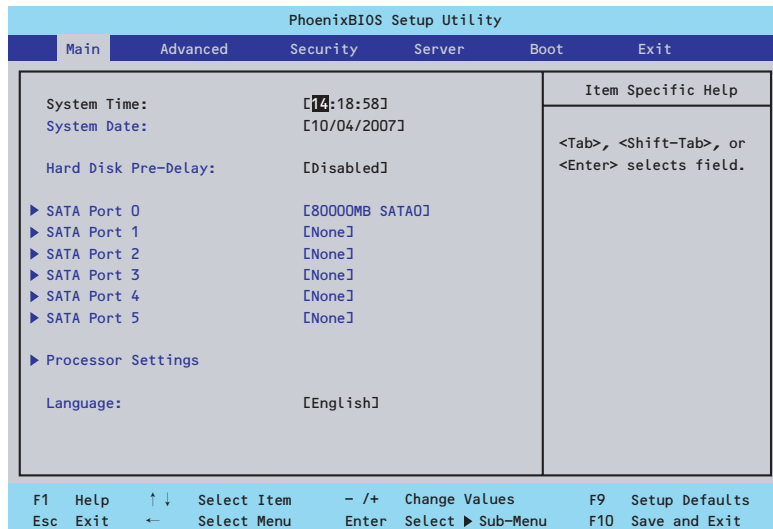 PhoenixBIOS Setup Utility
Main Advanced Security Server Boot Exit
System Time: [14:18:58]
System Date: [10/04/2007]
Hard Disk Pre-Delay: [Disabled]
▶ SATA Port 0 [80000MB SATA0]
▶ SATA Port 1 [None]
▶ SATA Port 2 [None]
▶ SATA Port 3 [None]
▶ SATA Port 4 [None]
▶ SATA Port 5 [None]
▶ Processor Settings
Language: [English]
Item Specific Help
<Tab>, <Shift-Tab>, or
<Enter> selects field.
F1 Help ↑↓ Select Item - /+ Change Values F9 Setup Defaults
Esc Exit ← Select Menu Enter Select ▶ Sub-Menu F10 Save and Exit